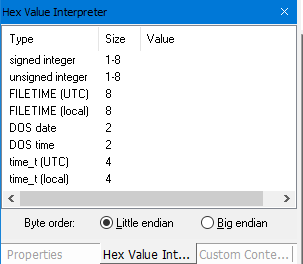 Hex Value Interpreter
Type Size Value
signed integer 1-8
unsigned integer 1-8
FILETIME (UTC) 8
FILETIME (local) 8
DOS date 2
DOS time 2
time_t (UTC) 4
time_t (local) 4
Byte order: Little endian Big endian
Properties Hex Value Int... Custom Conte...